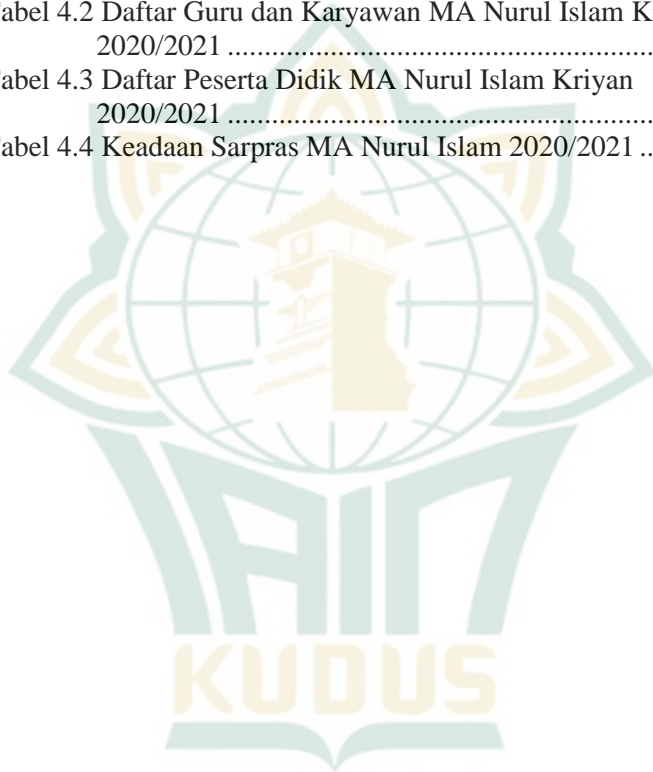 abel 4.2 Daftar Guru dan Karyawan MA Nurul Islam K
2020/2021 ........................................................
abel 4.3 Daftar Peserta Didik MA Nurul Islam Kriyan
2020/2021 ........................................................
abel 4.4 Keadaan Sarpras MA Nurul Islam 2020/2021 ..
IAIN
KUDUS